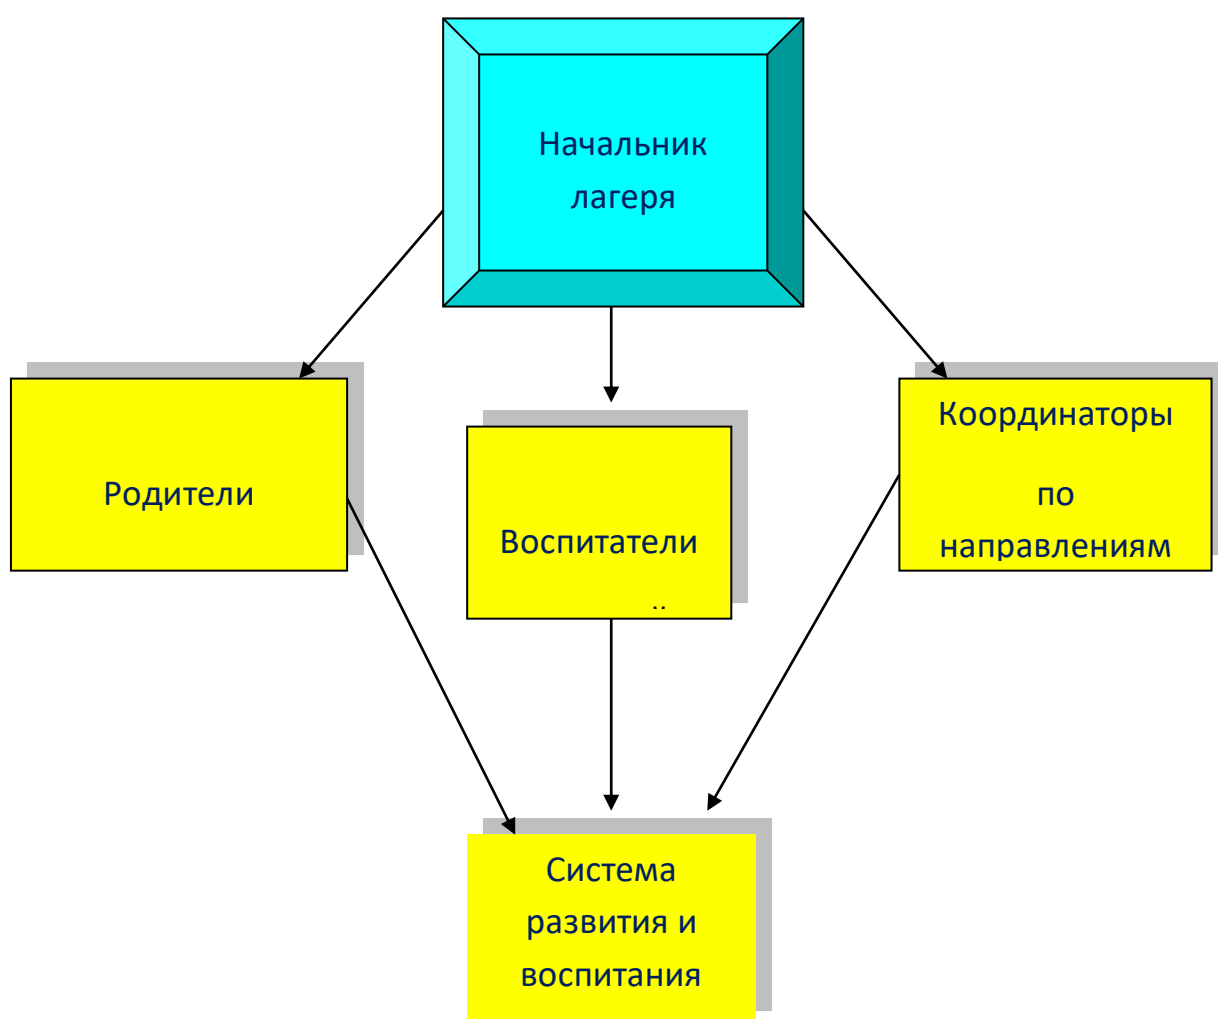 Начальник
лагеря
Родители
Воспитатели
Координаторы
по
направлениям
Система
развития и
воспитания